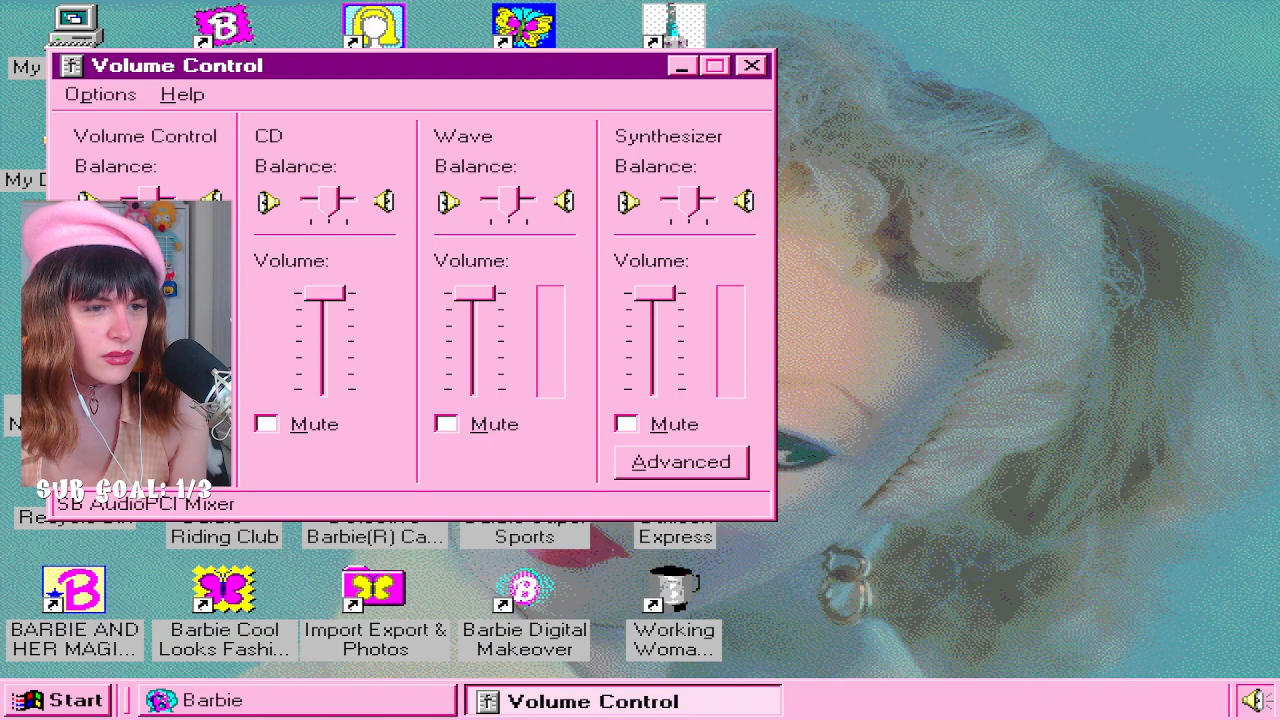 Volume Control
My
Options Help
Volume Control CD Wave Synthesizer
Balance: Balance: Balance: Balance:
My
Volume: Volume: Volume:
Mute Mute Mute
Advanced
SUB GOAL: 1/3
SB AudioPCI Mixer
Riding Club Barbie(R) Ca... Sports Express
B B
BARBIE AND Barbie Cool Import Export & Barbie Digital Working
HER MAGI... Looks Fashi... Photos Makeover Woma...
Start Barbie Volume Control